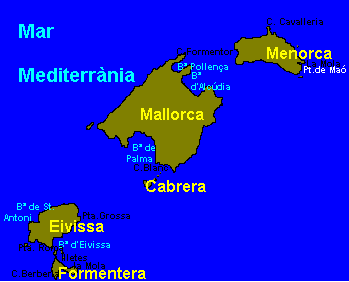 Mar
Mediterrània
C. Cavalleria
C. Formentor
Menorca
Bª Pollença
Pt.de Maó
Bª
d'Alcúdia
Mallorca
Bª de
Palma
C. Blanc
Cabrera
Bª de St.
Antoni
Pta Grossa
Eivissa
Bª d'Eivissa
C. Berberia
Formentera